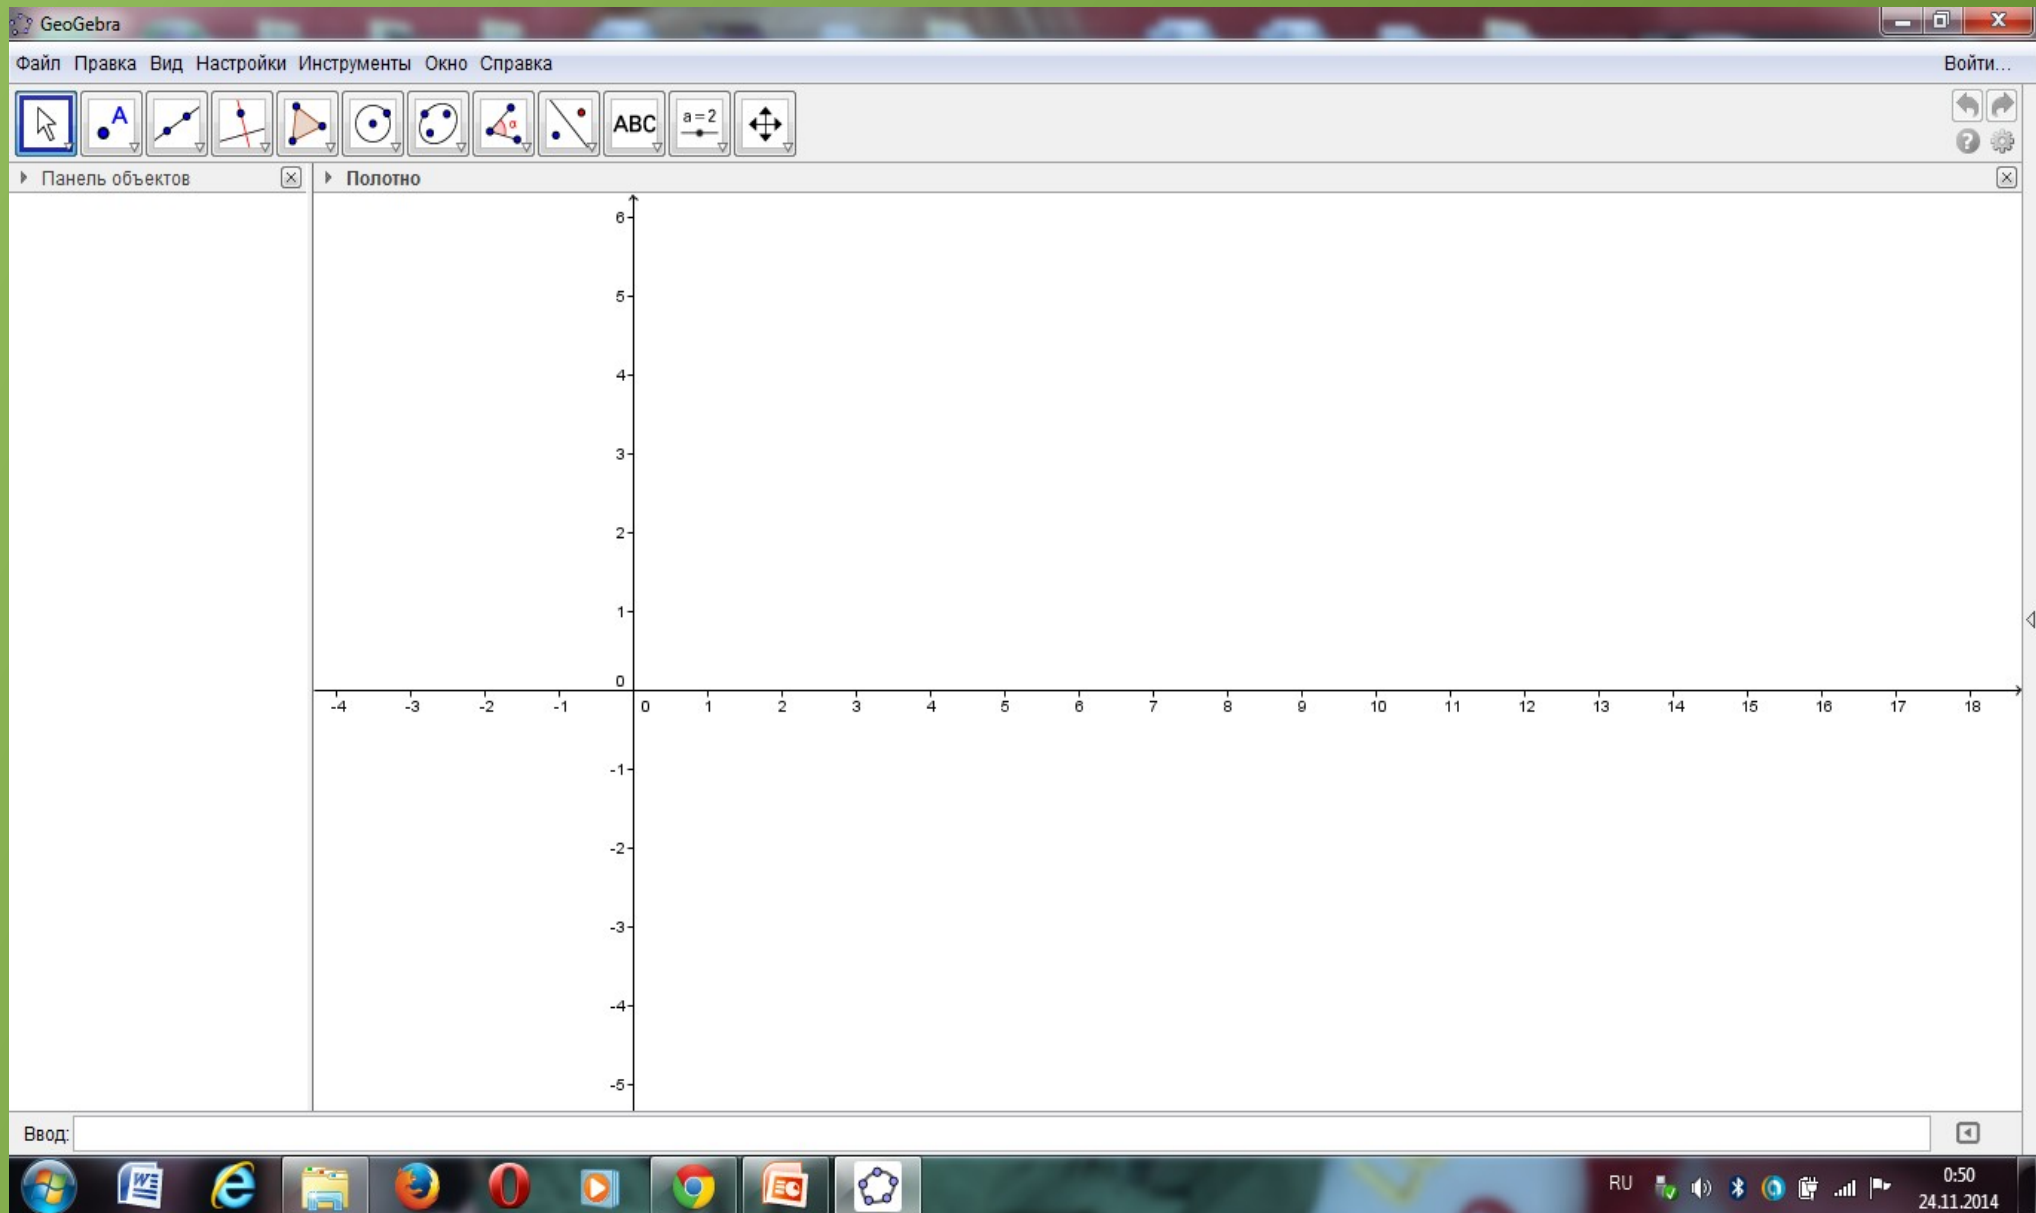 GeoGebra
Файл Правка Вид Настройки Инструменты Окно Справка Войти...
A α ABC a=2
Панель объектов Полотно
6
5
4
3
2
1
0
-4 -3 -2 -1 0 1 2 3 4 5 6 7 8 9 10 11 12 13 14 15 16 17 18
-1
-2
-3
-4
-5
Ввод:
RU 0:50
24.11.2014